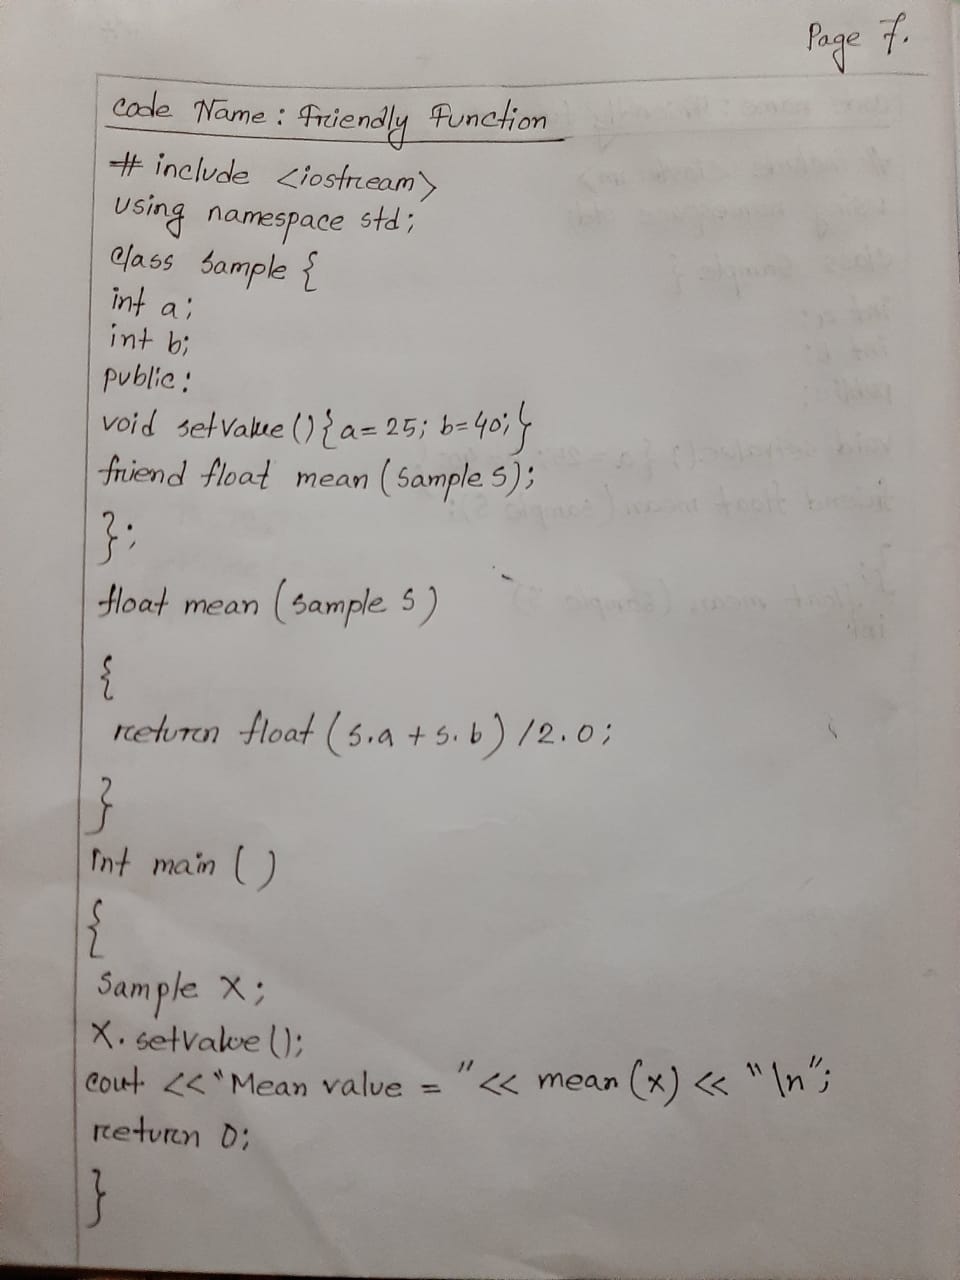 Page 7.
Code Name: Friendly Function
# include <iostream>
using namespace std;
class Sample {
int a;
int b;
public:
void setvalue() {a=25; b=40;}
friend float mean (Sample s);
};
float mean (Sample s)
{
return float (s.a + s.b) /2.0;
}
int main ()
{
Sample X;
X. setvalue ();
cout << "Mean value = "<< mean (x) << "\n";
return 0;
}